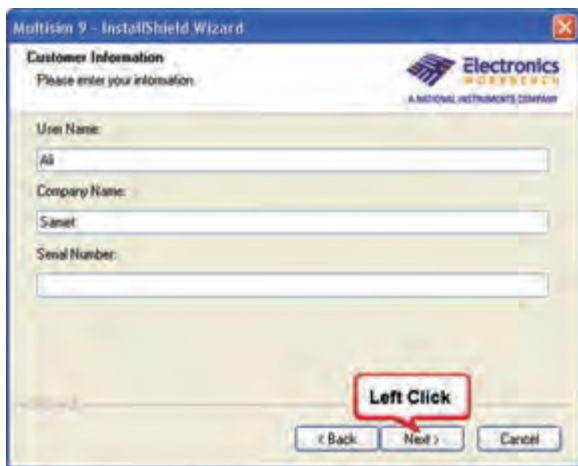 Multisim 9 - InstallShield Wizard
Customer Information
Please enter your information
Electronics
WORKBENCH
A NATIONAL INSTRUMENTS COMPANY
User Name:
Ali
Company Name:
Samet
Serial Number:
Left Click
< Back
Next >
Cancel